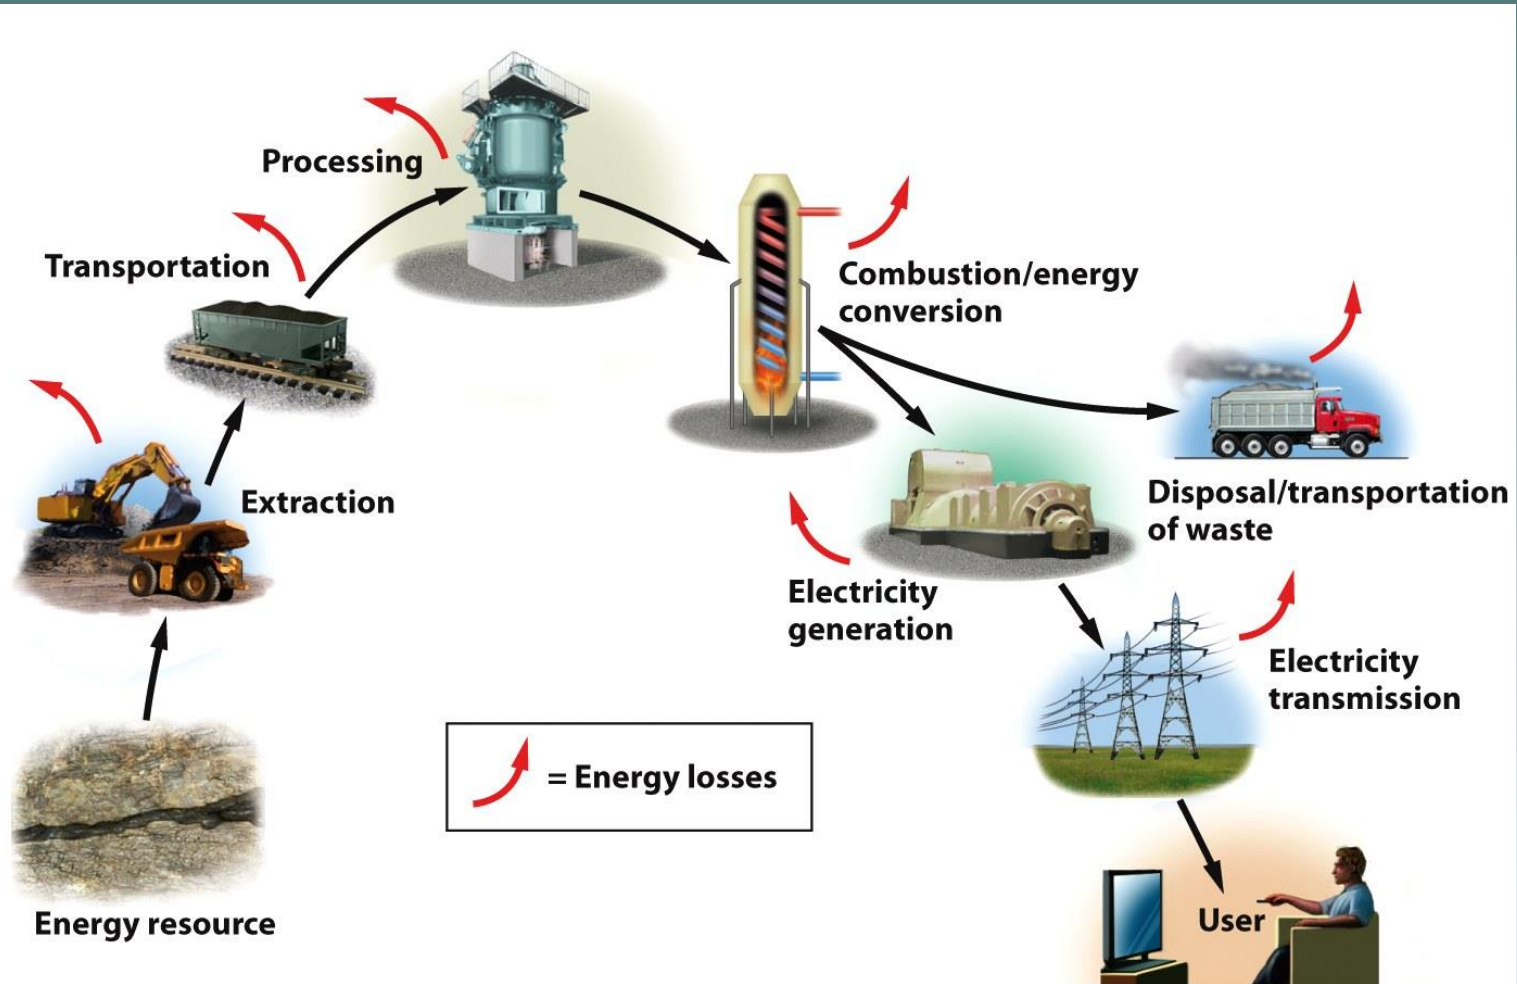 Processing
Transportation
Combustion/energy
conversion
Extraction
Disposal/transportation
of waste
Electricity
generation
Electricity
transmission
= Energy losses
Energy resource
User